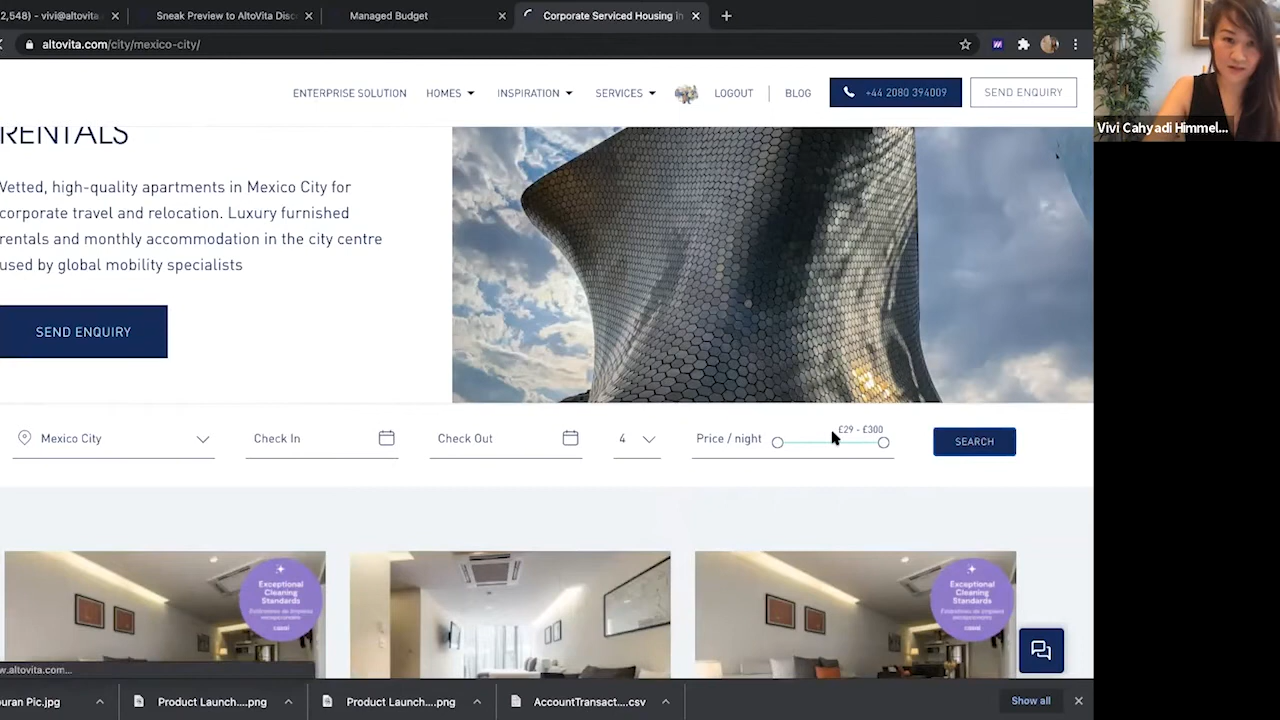 2,548) - vivi@altovita
Sneak Preview to AltoVita Disc
Managed Budget
Corporate Serviced Housing in
altovita.com/city/mexico-city/
ENTERPRISE SOLUTION
HOMES
INSPIRATION
SERVICES
LOGOUT
BLOG
+44 2080 394009
SEND ENQUIRY
RENTALS
Vetted, high-quality apartments in Mexico City for
corporate travel and relocation. Luxury furnished
rentals and monthly accommodation in the city centre
used by global mobility specialists
SEND ENQUIRY
Mexico City
Check In
Check Out
4
Price / night
£29 - £300
SEARCH
Exceptional
Cleaning
Standards
casai
Exceptional
Cleaning
Standards
casai
w.altovita.com...
ouran Pic.jpg
Product Launch....png
Product Launch....png
AccountTransact....csv
Show all
Vivi Cahyadi Himmel...